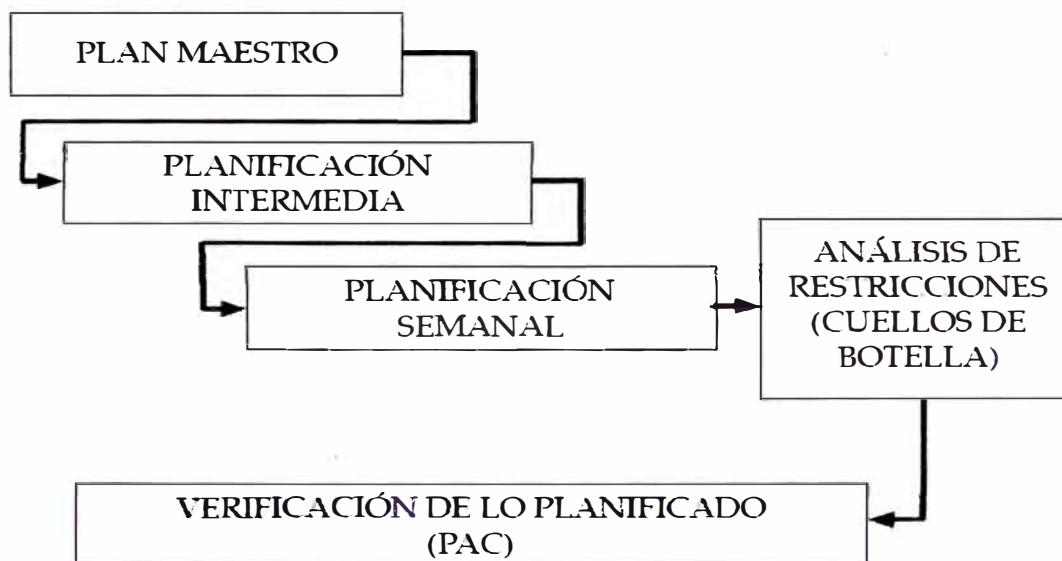 PLAN MAESTRO
PLANIFICACIÓN
INTERMEDIA
PLANIFICACIÓN
SEMANAL
ANÁLISIS DE
RESTRICCIONES
(CUELLOS DE
BOTELLA)
VERIFICACIÓN DE LO PLANIFICADO
(PAC)